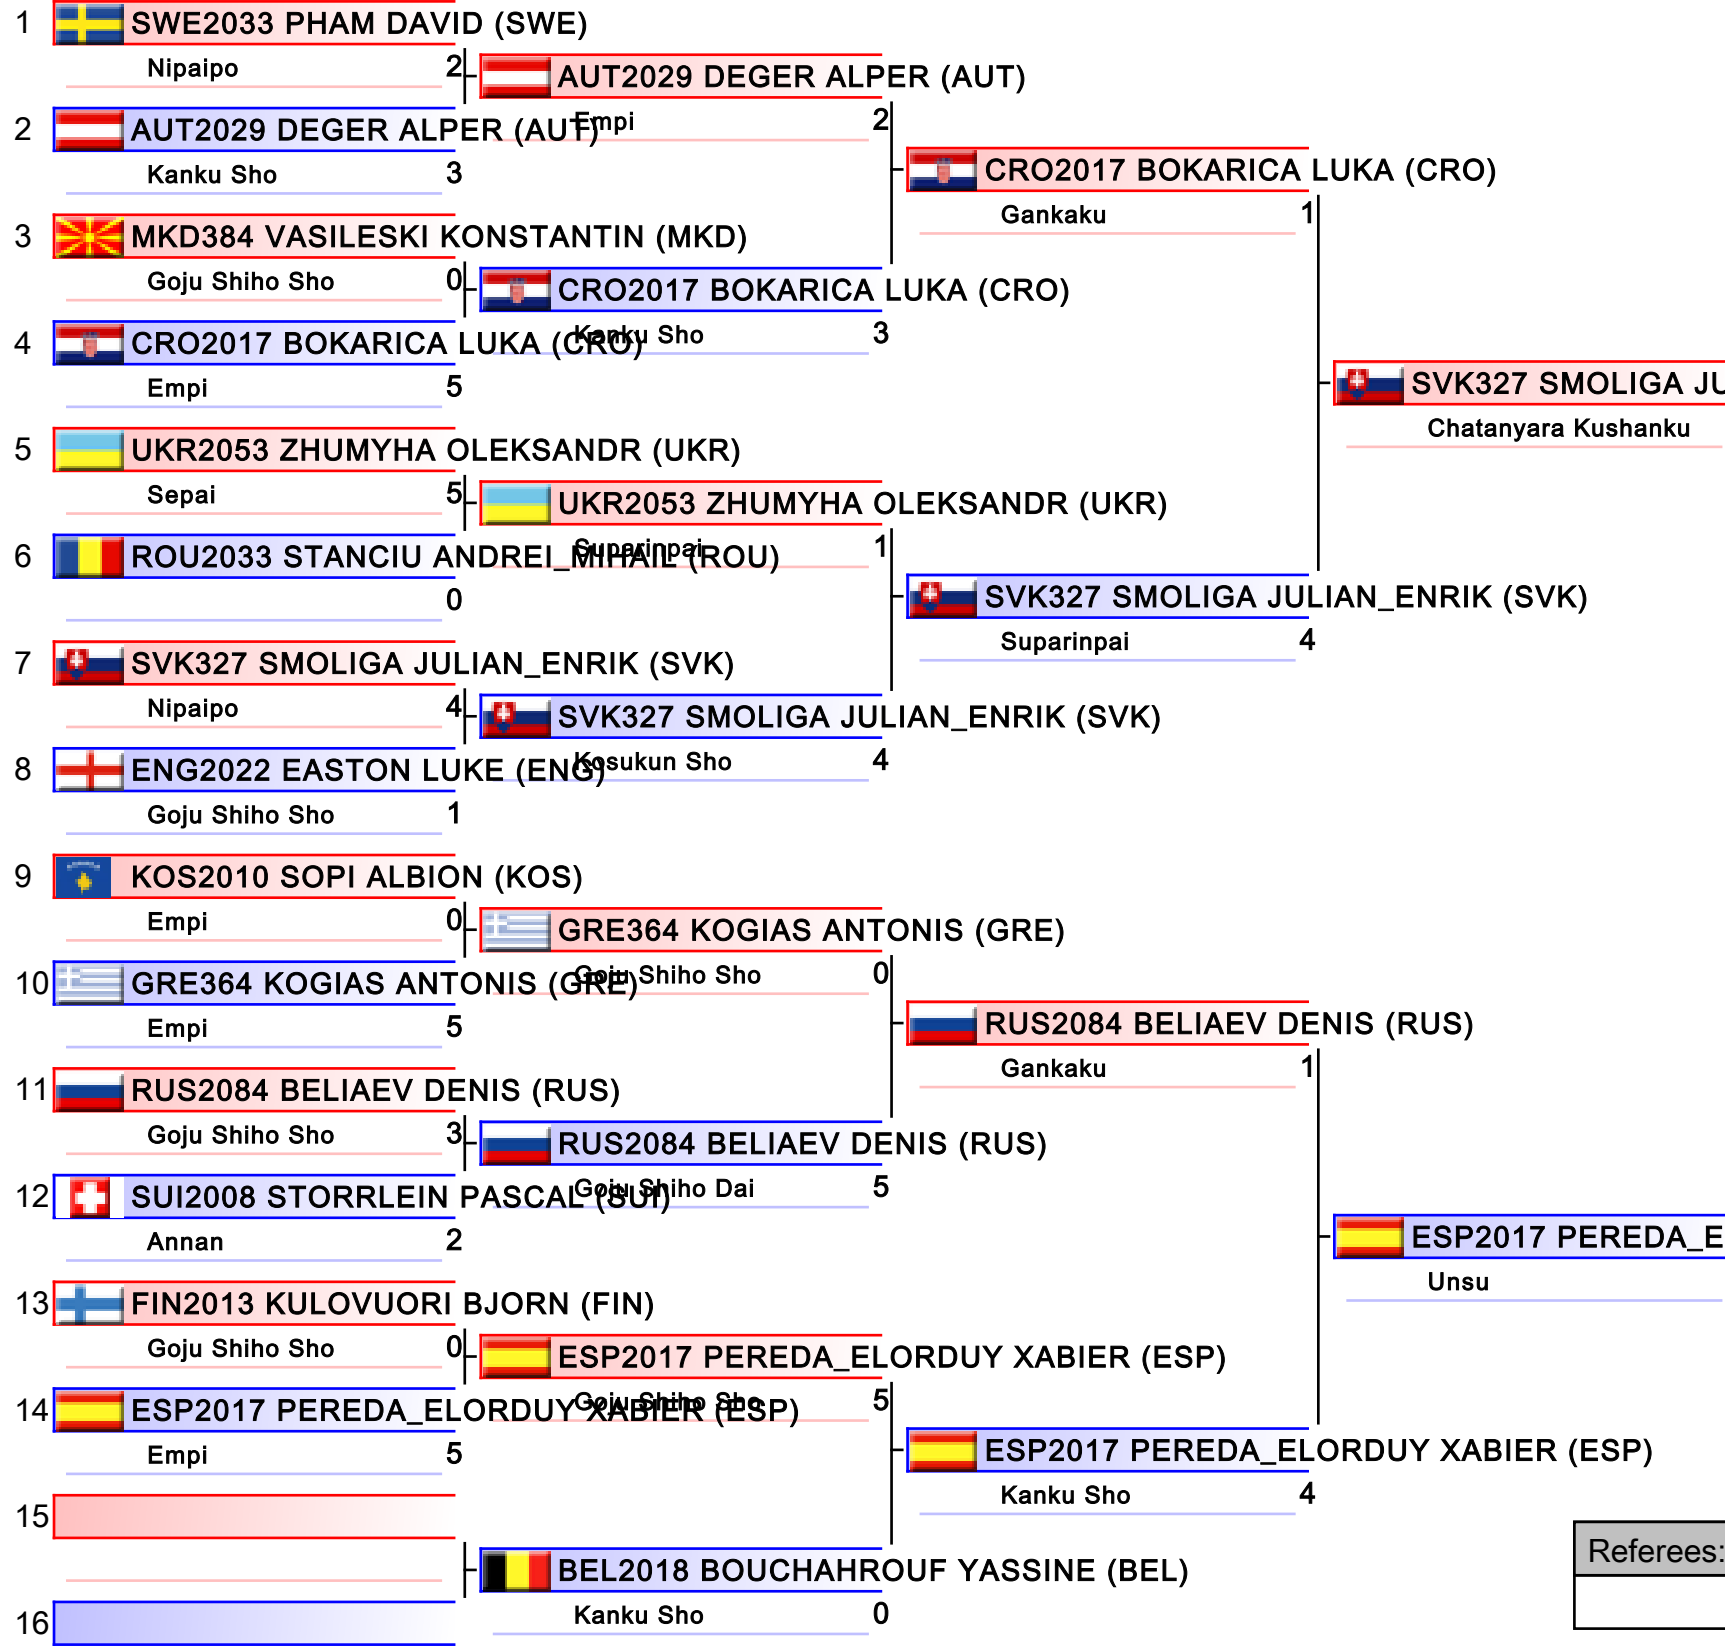 1 SWE2033 PHAM DAVID (SWE)
Nipaipo 2
2 AUT2029 DEGER ALPER (AUT)
Kanku Sho 3
3 MKD384 VASILESKI KONSTANTIN (MKD)
Goju Shiho Sho 0
4 CRO2017 BOKARICA LUKA (CRO)
Empi 5
5 UKR2053 ZHUMYHA OLEKSANDR (UKR)
Sepai 5
6 ROU2033 STANCIU ANDREI_MIHAIL (ROU)
0
7 SVK327 SMOLIGA JULIAN_ENRIK (SVK)
Nipaipo 4
8 ENG2022 EASTON LUKE (ENG)
Goju Shiho Sho 1
9 KOS2010 SOPI ALBION (KOS)
Empi 0
10 GRE364 KOGIAS ANTONIS (GRE)
Empi 5
11 RUS2084 BELIAEV DENIS (RUS)
Goju Shiho Sho 3
12 SUI2008 STORRLEIN PASCAL (SUI)
Annan 2
13 FIN2013 KULOVUORI BJORN (FIN)
Goju Shiho Sho 0
14 ESP2017 PEREDA_ELORDUY XABIER (ESP)
Empi 5
15
16
AUT2029 DEGER ALPER (AUT)
Empi 2
CRO2017 BOKARICA LUKA (CRO)
Kanku Sho 3
UKR2053 ZHUMYHA OLEKSANDR (UKR)
Suparinpai 1
SVK327 SMOLIGA JULIAN_ENRIK (SVK)
Kosukun Sho 4
GRE364 KOGIAS ANTONIS (GRE)
Goju Shiho Sho 0
RUS2084 BELIAEV DENIS (RUS)
Goju Shiho Dai 5
ESP2017 PEREDA_ELORDUY XABIER (ESP)
Goju Shiho Sho 5
BEL2018 BOUCHAHROUF YASSINE (BEL)
Kanku Sho 0
CRO2017 BOKARICA LUKA (CRO)
Gankaku 1
SVK327 SMOLIGA JULIAN_ENRIK (SVK)
Suparinpai 4
RUS2084 BELIAEV DENIS (RUS)
Gankaku 1
ESP2017 PEREDA_ELORDUY XABIER (ESP)
Kanku Sho 4
SVK327 SMOLIGA JU
Chatanyara Kushanku
ESP2017 PEREDA_E
Unsu
Referees: